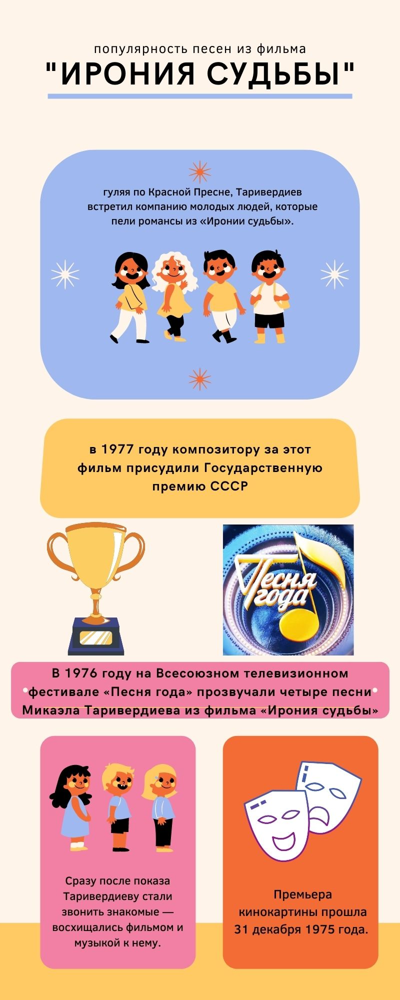 популярность песен из фильма
"ИРОНИЯ СУДЬБЫ"
гуляя по Красной Пресне, Таривердиев
встретил компанию молодых людей, которые
пели романсы из «Иронии судьбы».
в 1977 году композитору за этот
фильм присудили Государственную
премию СССР
Песня
года
В 1976 году на Всесоюзном телевизионном
фестивале «Песня года» прозвучали четыре песни
Микаэла Таривердиева из фильма «Ирония судьбы»
Сразу после показа
Таривердиеву стали
звонить знакомые —
восхищались фильмом и
музыкой к нему.
Премьера
кинокартины прошла
31 декабря 1975 года.